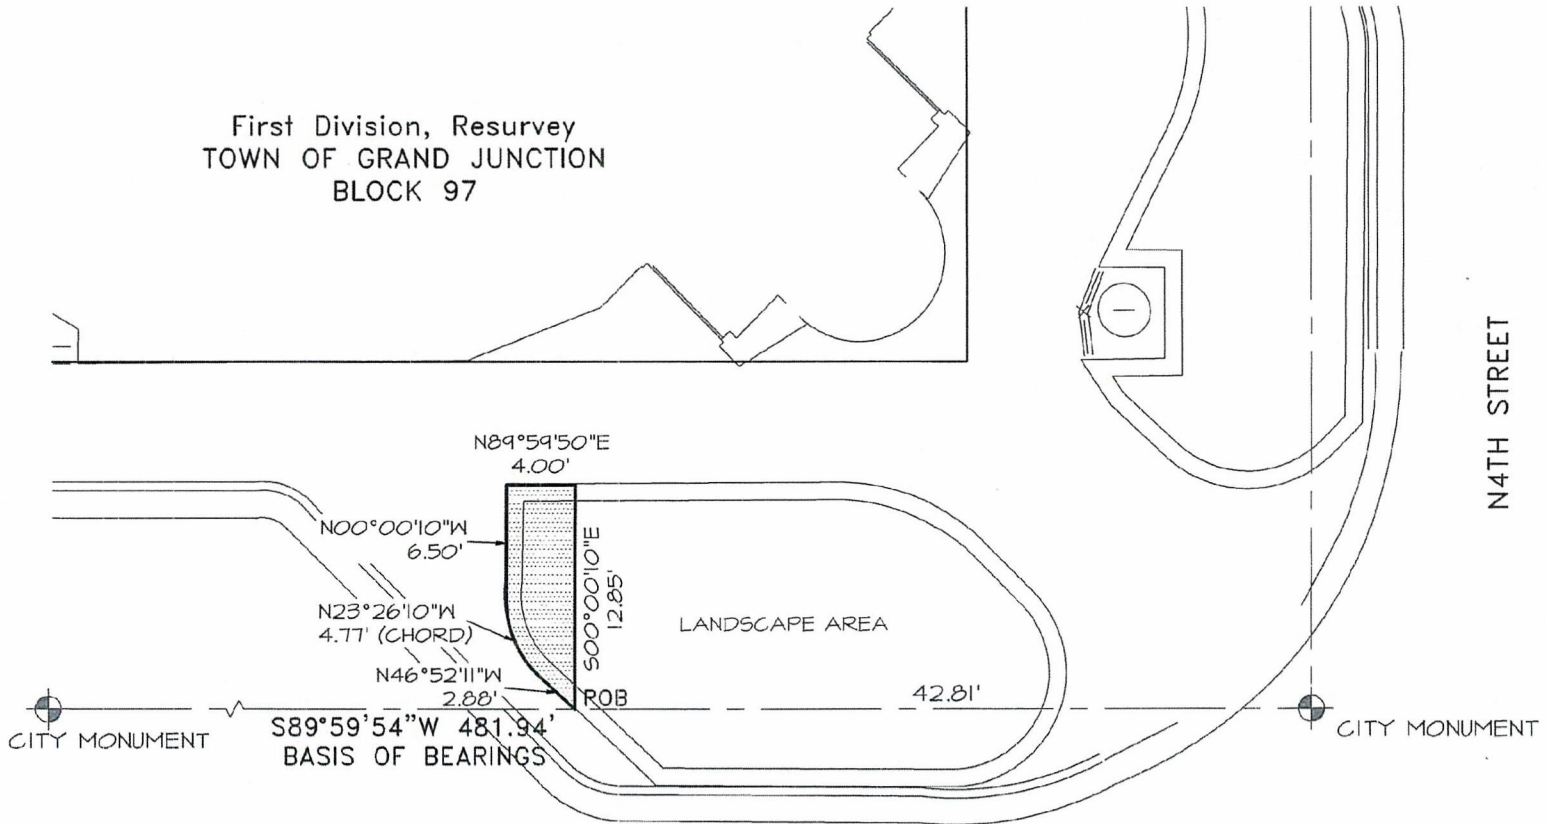 First Division, Resurvey
TOWN OF GRAND JUNCTION
BLOCK 97
N4TH STREET
N89°59'50"E
4.00'
N00°00'10"W
6.50'
S00°00'10"E
12.85'
N23°26'10"W
4.77' (CHORD)
LANDSCAPE AREA
N46°52'11"W
2.88'
POB
42.81'
CITY MONUMENT
S89°59'54"W 481.94'
BASIS OF BEARINGS
CITY MONUMENT